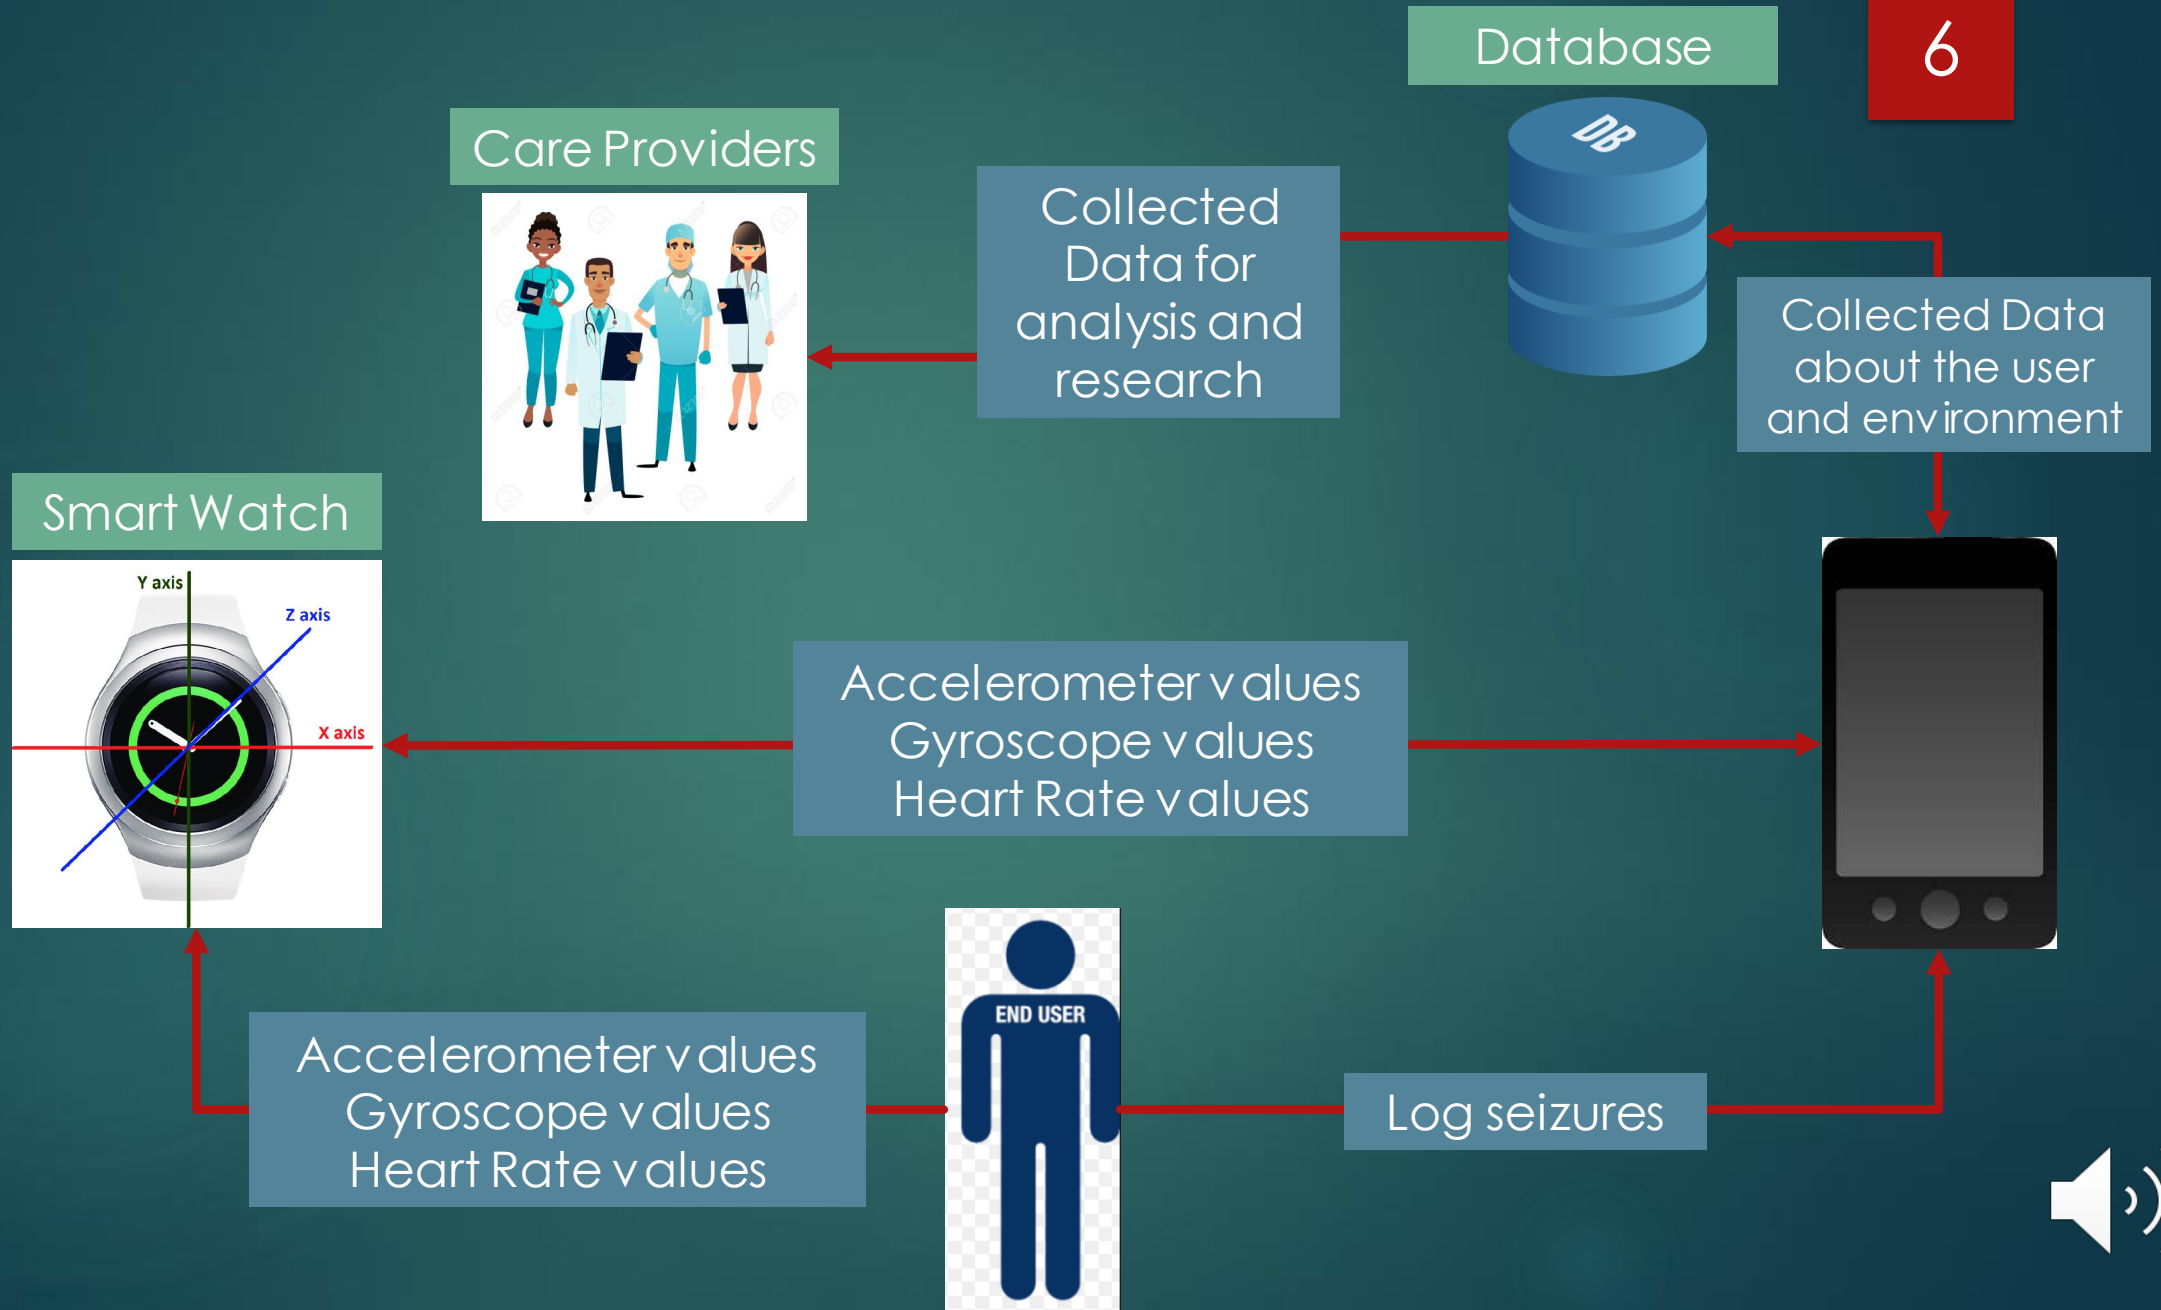 Database
6
DB
Care Providers
Collected
Data for
analysis and
research
Collected Data
about the user
and environment
Smart Watch
Y axis
Z axis
X axis
Accelerometer values
Gyroscope values
Heart Rate values
END USER
Accelerometer values
Gyroscope values
Heart Rate values
Log seizures